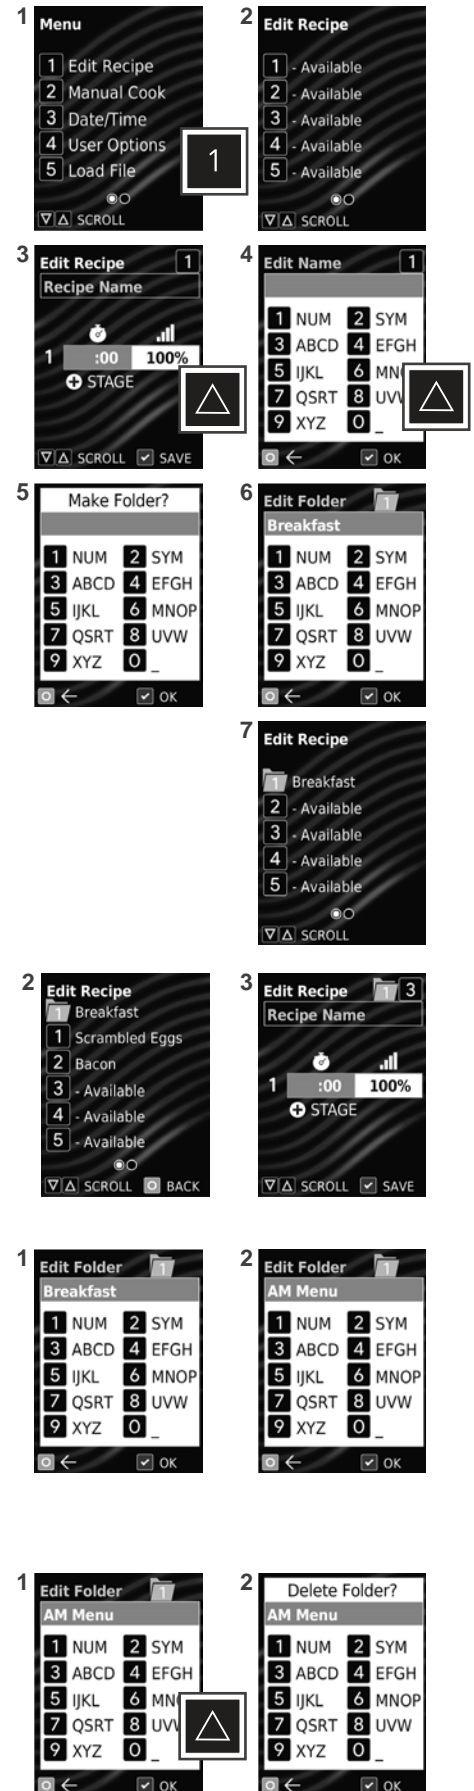 1
Menu
1 Edit Recipe
2 Manual Cook
3 Date/Time
4 User Options
5 Load File
SCROLL
1
2
Edit Recipe
1 - Available
2 - Available
3 - Available
4 - Available
5 - Available
SCROLL
3
Edit Recipe 1
Recipe Name
1 :00 100%
STAGE
SCROLL SAVE
4
Edit Name 1
1 NUM 2 SYM
3 ABCD 4 EFGH
5 IJKL 6 MN
7 QSRT 8 UV
9 XYZ 0 _
← OK
5
Make Folder?
1 NUM 2 SYM
3 ABCD 4 EFGH
5 IJKL 6 MNOP
7 QSRT 8 UVW
9 XYZ 0 _
← OK
6
Edit Folder 1
Breakfast
1 NUM 2 SYM
3 ABCD 4 EFGH
5 IJKL 6 MNOP
7 QSRT 8 UVW
9 XYZ 0 _
← OK
7
Edit Recipe
1 Breakfast
2 - Available
3 - Available
4 - Available
5 - Available
SCROLL
2
Edit Recipe
1 Breakfast
1 Scrambled Eggs
2 Bacon
3 - Available
4 - Available
5 - Available
SCROLL BACK
3
Edit Recipe 1 3
Recipe Name
1 :00 100%
STAGE
SCROLL SAVE
1
Edit Folder 1
Breakfast
1 NUM 2 SYM
3 ABCD 4 EFGH
5 IJKL 6 MNOP
7 QSRT 8 UVW
9 XYZ 0 _
← OK
2
Edit Folder 1
AM Menu
1 NUM 2 SYM
3 ABCD 4 EFGH
5 IJKL 6 MNOP
7 QSRT 8 UVW
9 XYZ 0 _
← OK
1
Edit Folder 1
AM Menu
1 NUM 2 SYM
3 ABCD 4 EFGH
5 IJKL 6 MN
7 QSRT 8 UV
9 XYZ 0 _
← OK
2
Delete Folder?
AM Menu
1 NUM 2 SYM
3 ABCD 4 EFGH
5 IJKL 6 MNOP
7 QSRT 8 UVW
9 XYZ 0 _
← OK